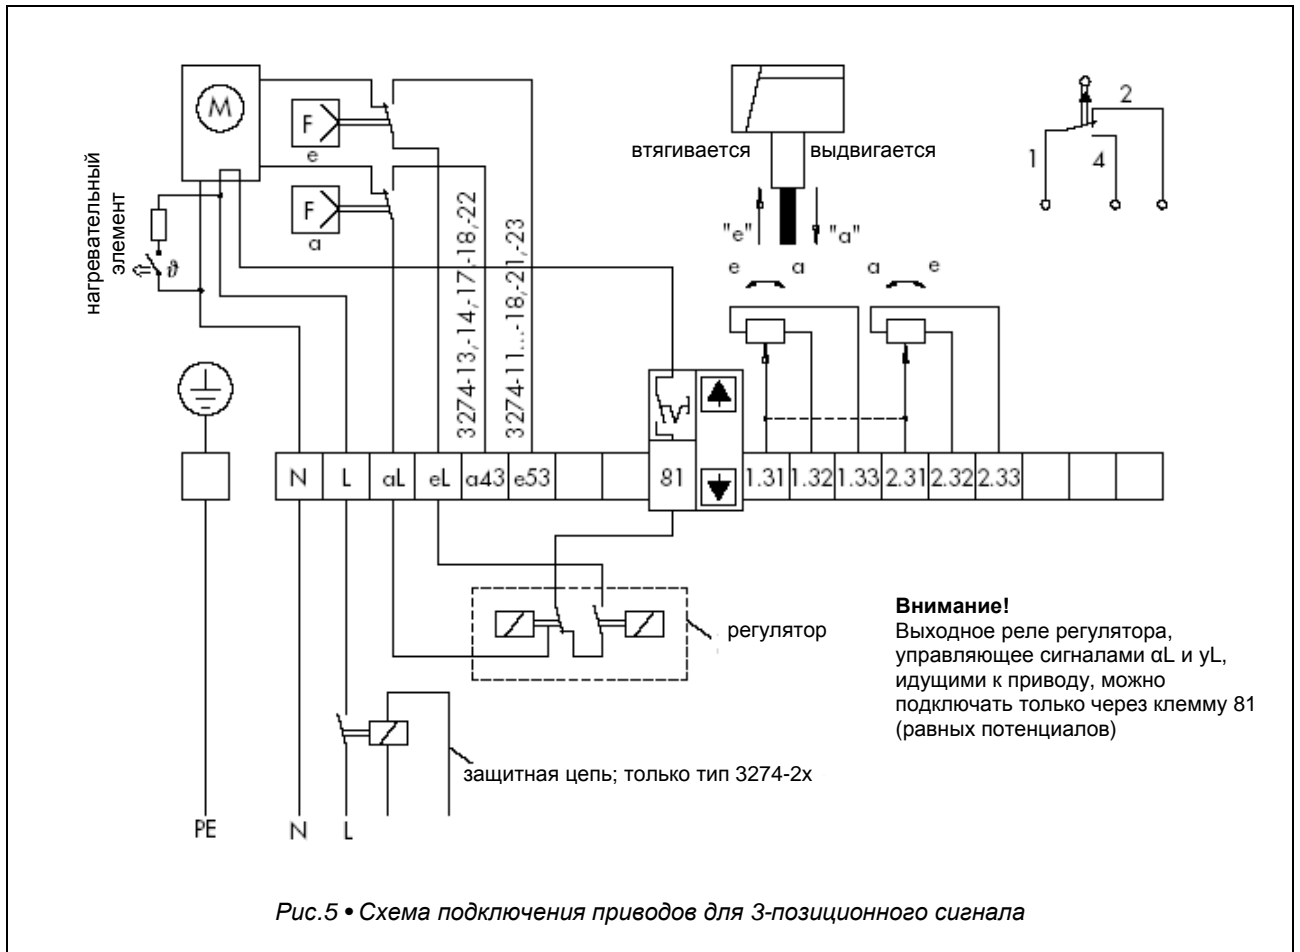 M
F
e
F
a
нагревательный
элемент
ϑ
3274-13,-14,-17,-18,-22
3274-11...-18,-21,-23
втягивается
выдвигается
"e"
"a"
e
a
a
e
1
2
4
N
L
aL
eL
a43
e53
81
1.31
1.32
1.33
2.31
2.32
2.33
регулятор
Внимание!
Выходное реле регулятора,
управляющее сигналами αL и yL,
идущими к приводу, можно
подключать только через клемму 81
(равных потенциалов)
защитная цепь; только тип 3274-2x
PE
N
L
Рис.5 • Схема подключения приводов для 3-позиционного сигнала